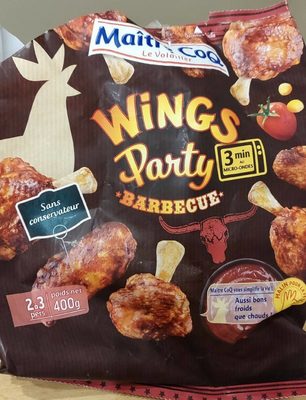 Maître CoQ
Le Volailler
WiNGS
Party
BARBECUE
3 min
AU
MICRO-ONDES
Sans
conservateur
2.3
pers
poids net
400g
Maître CoQ vous simplifie la vie !
Aussi bons
froids
que chauds !